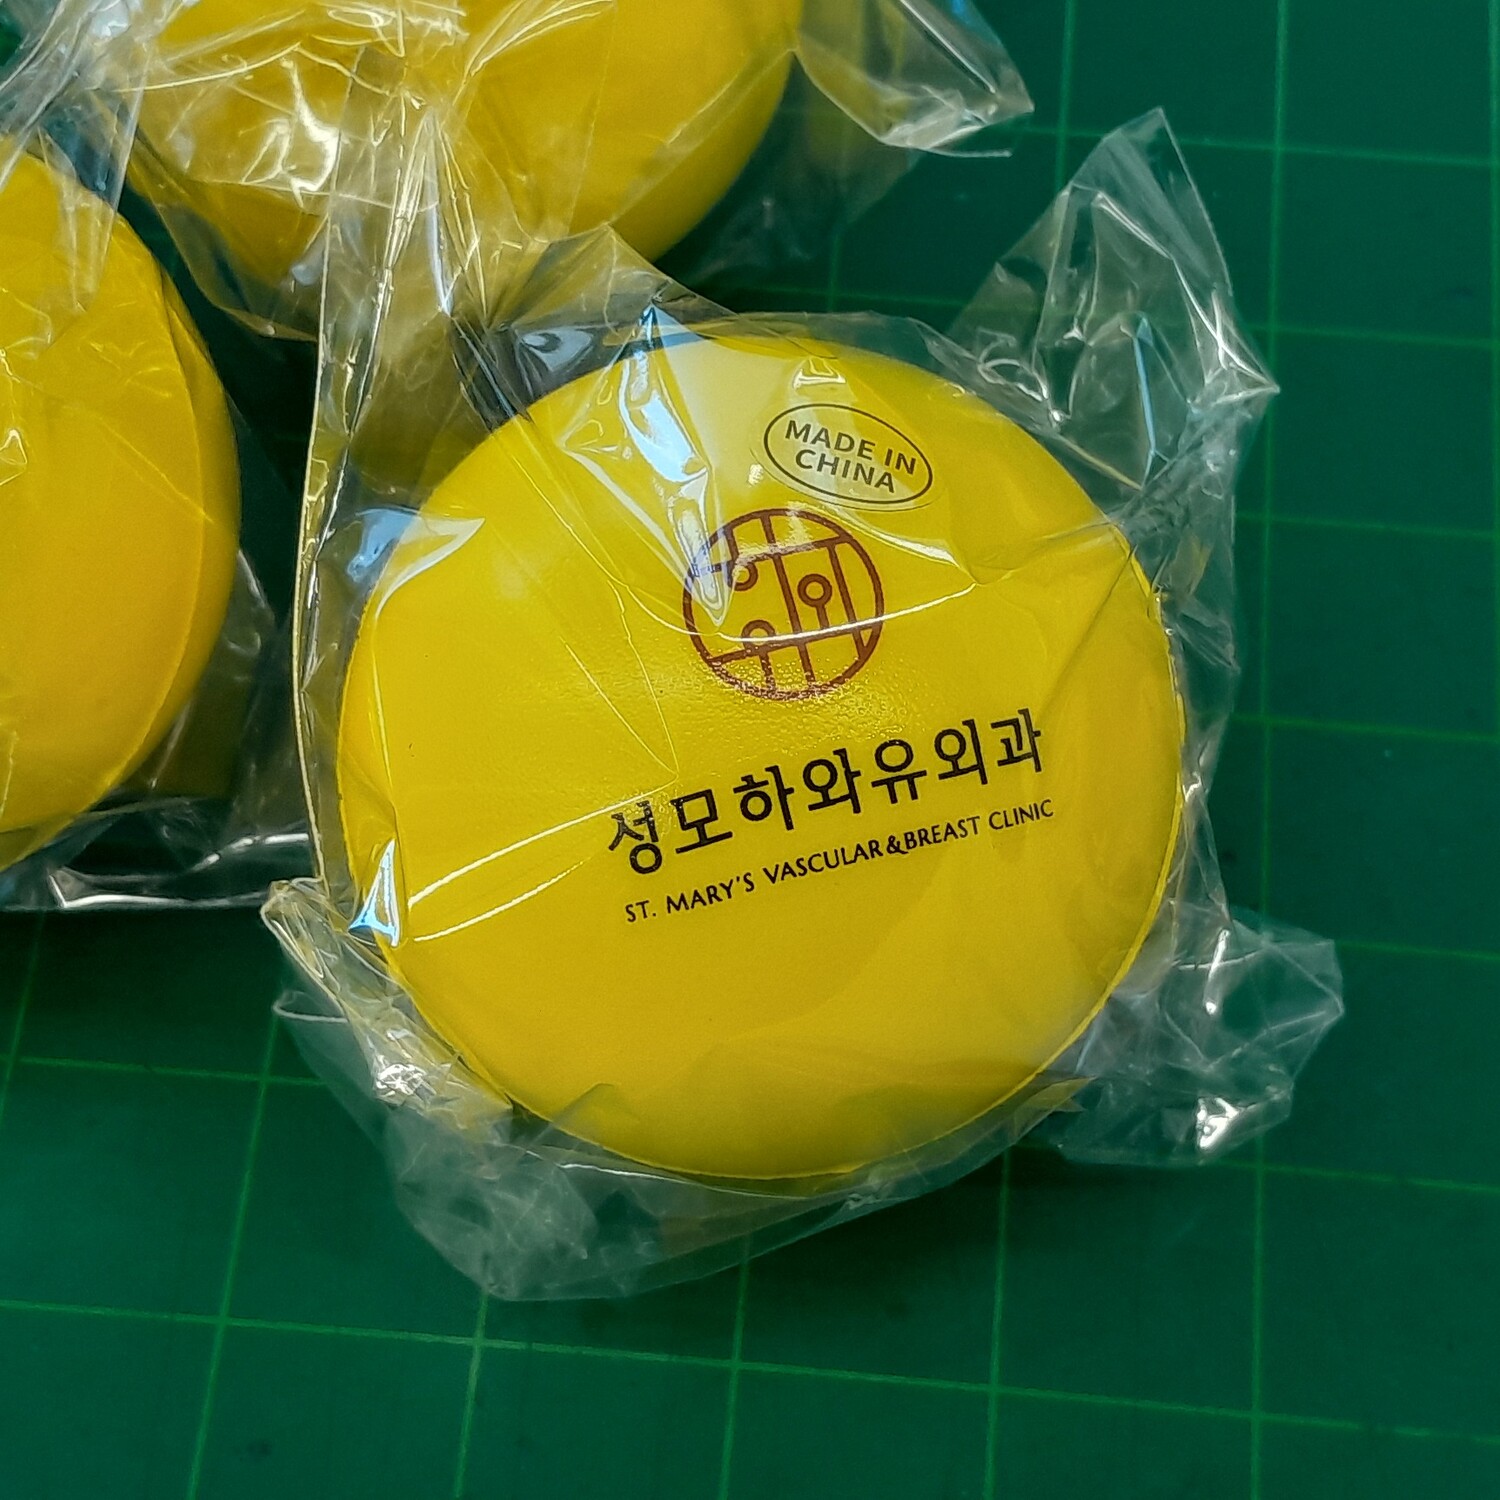 MADE IN
CHINA
성모하와유외과
ST. MARY'S VASCULAR&BREAST CLINIC